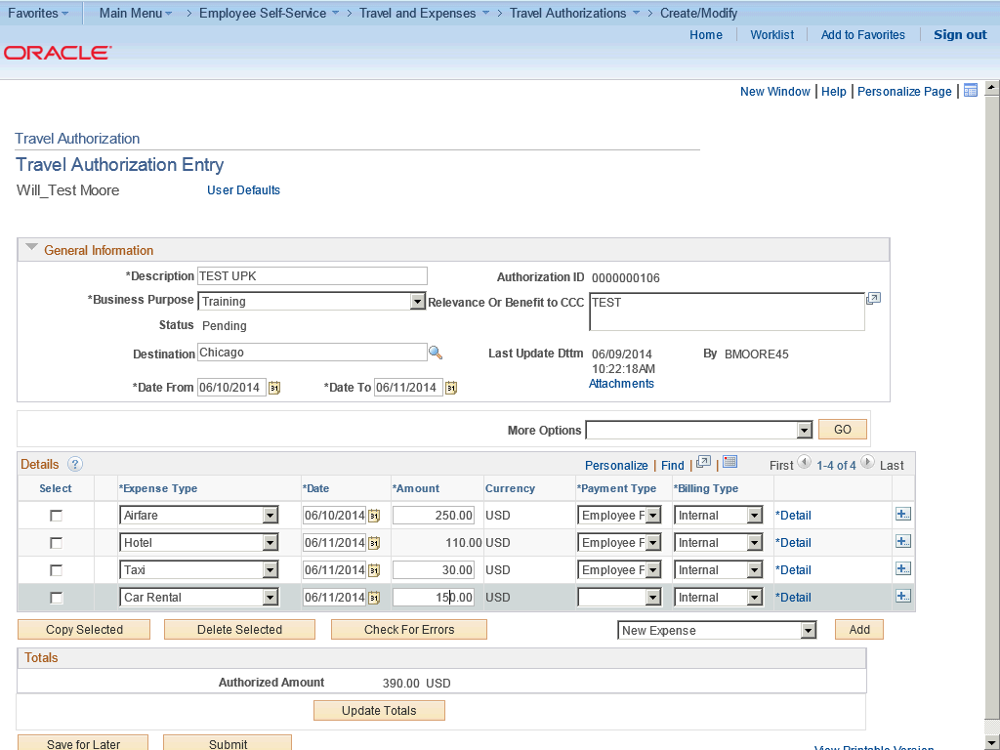 Favorites Main Menu > Employee Self-Service > Travel and Expenses > Travel Authorizations > Create/Modify
Home Worklist Add to Favorites Sign out
ORACLE
New Window | Help | Personalize Page |
Travel Authorization
Travel Authorization Entry
Will_Test Moore User Defaults
General Information
*Description TEST UPK Authorization ID 0000000106
*Business Purpose Training Relevance Or Benefit to CCC TEST
Status Pending
Destination Chicago Last Update Dttm 06/09/2014 By BMOORE45
10:22:18AM
Attachments
*Date From 06/10/2014 *Date To 06/11/2014
More Options GO
Details ? Personalize | Find | | First 1-4 of 4 Last
Select *Expense Type *Date *Amount Currency *Payment Type *Billing Type
Airfare 06/10/2014 250.00 USD Employee F Internal *Detail
Hotel 06/11/2014 110.00 USD Employee F Internal *Detail
Taxi 06/11/2014 30.00 USD Employee F Internal *Detail
Car Rental 06/11/2014 150.00 USD Internal *Detail
Copy Selected Delete Selected Check For Errors New Expense Add
Totals
Authorized Amount 390.00 USD
Update Totals
Save for Later Submit View Printable Version